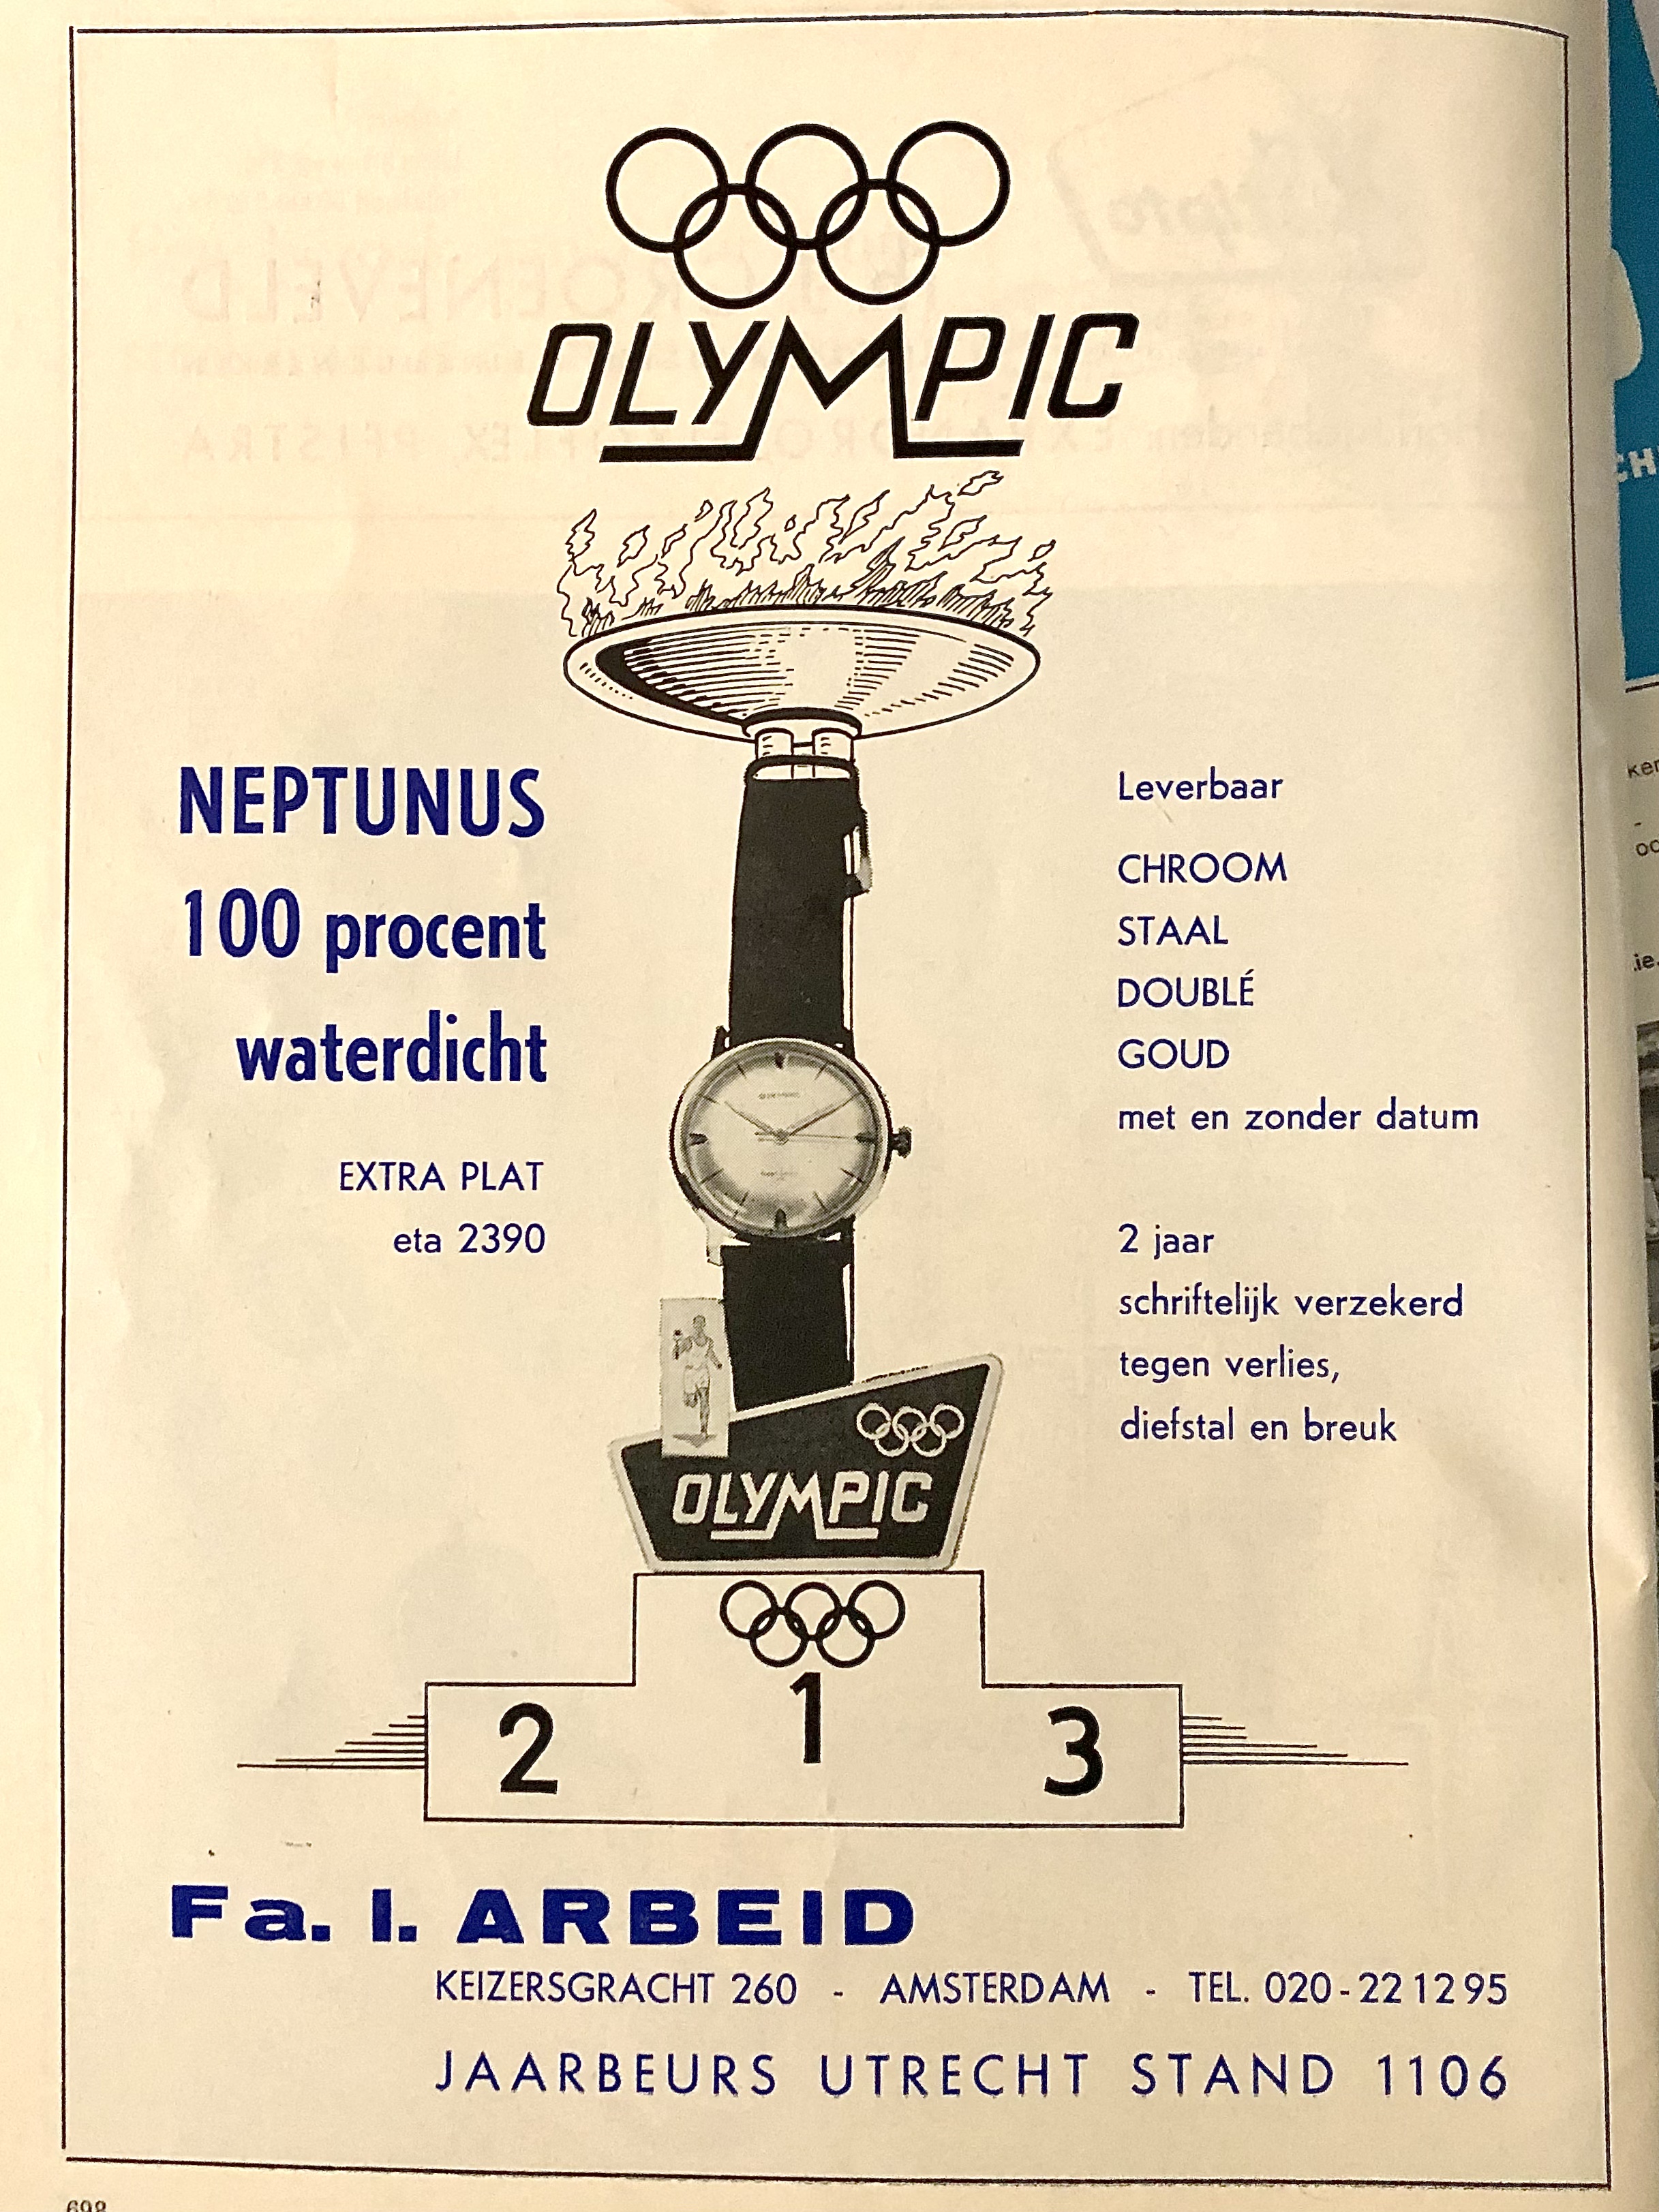 OLYMPIC
NEPTUNUS
100 procent
waterdicht
EXTRA PLAT
eta 2390
Leverbaar
CHROOM
STAAL
DOUBLÉ
GOUD
met en zonder datum
2 jaar
schriftelijk verzekerd
tegen verlies,
diefstal en breuk
OLYMPIC
1
2
3
Fa. I. ARBEID
KEIZERSGRACHT 260 - AMSTERDAM - TEL. 020-221295
JAARBEURS UTRECHT STAND 1106
698